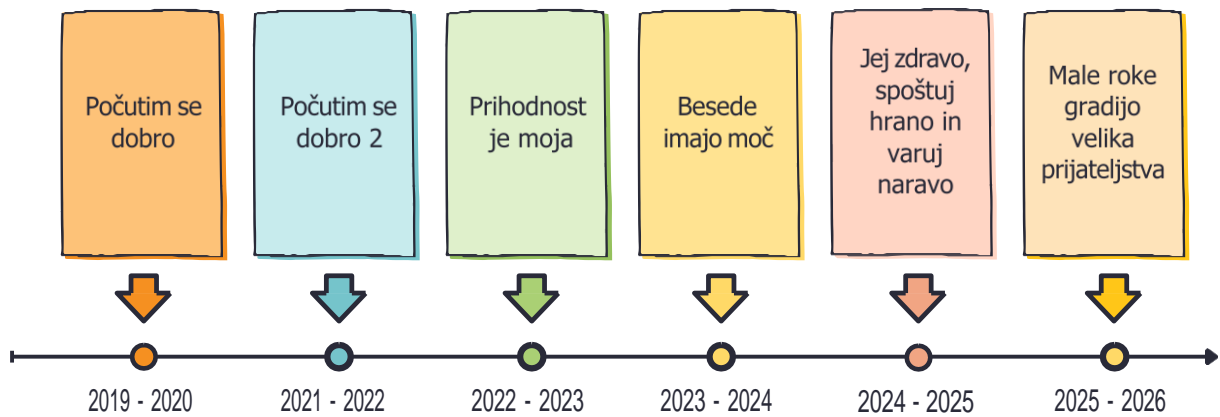 Počutim se
dobro
Počutim se
dobro 2
Prihodnost
je moja
Besede
imajo moč
Jej zdravo,
spoštuj
hrano in
varuj
naravo
Male roke
gradijo
velika
prijateljstva
2019 - 2020
2021 - 2022
2022 - 2023
2023 - 2024
2024 - 2025
2025 - 2026